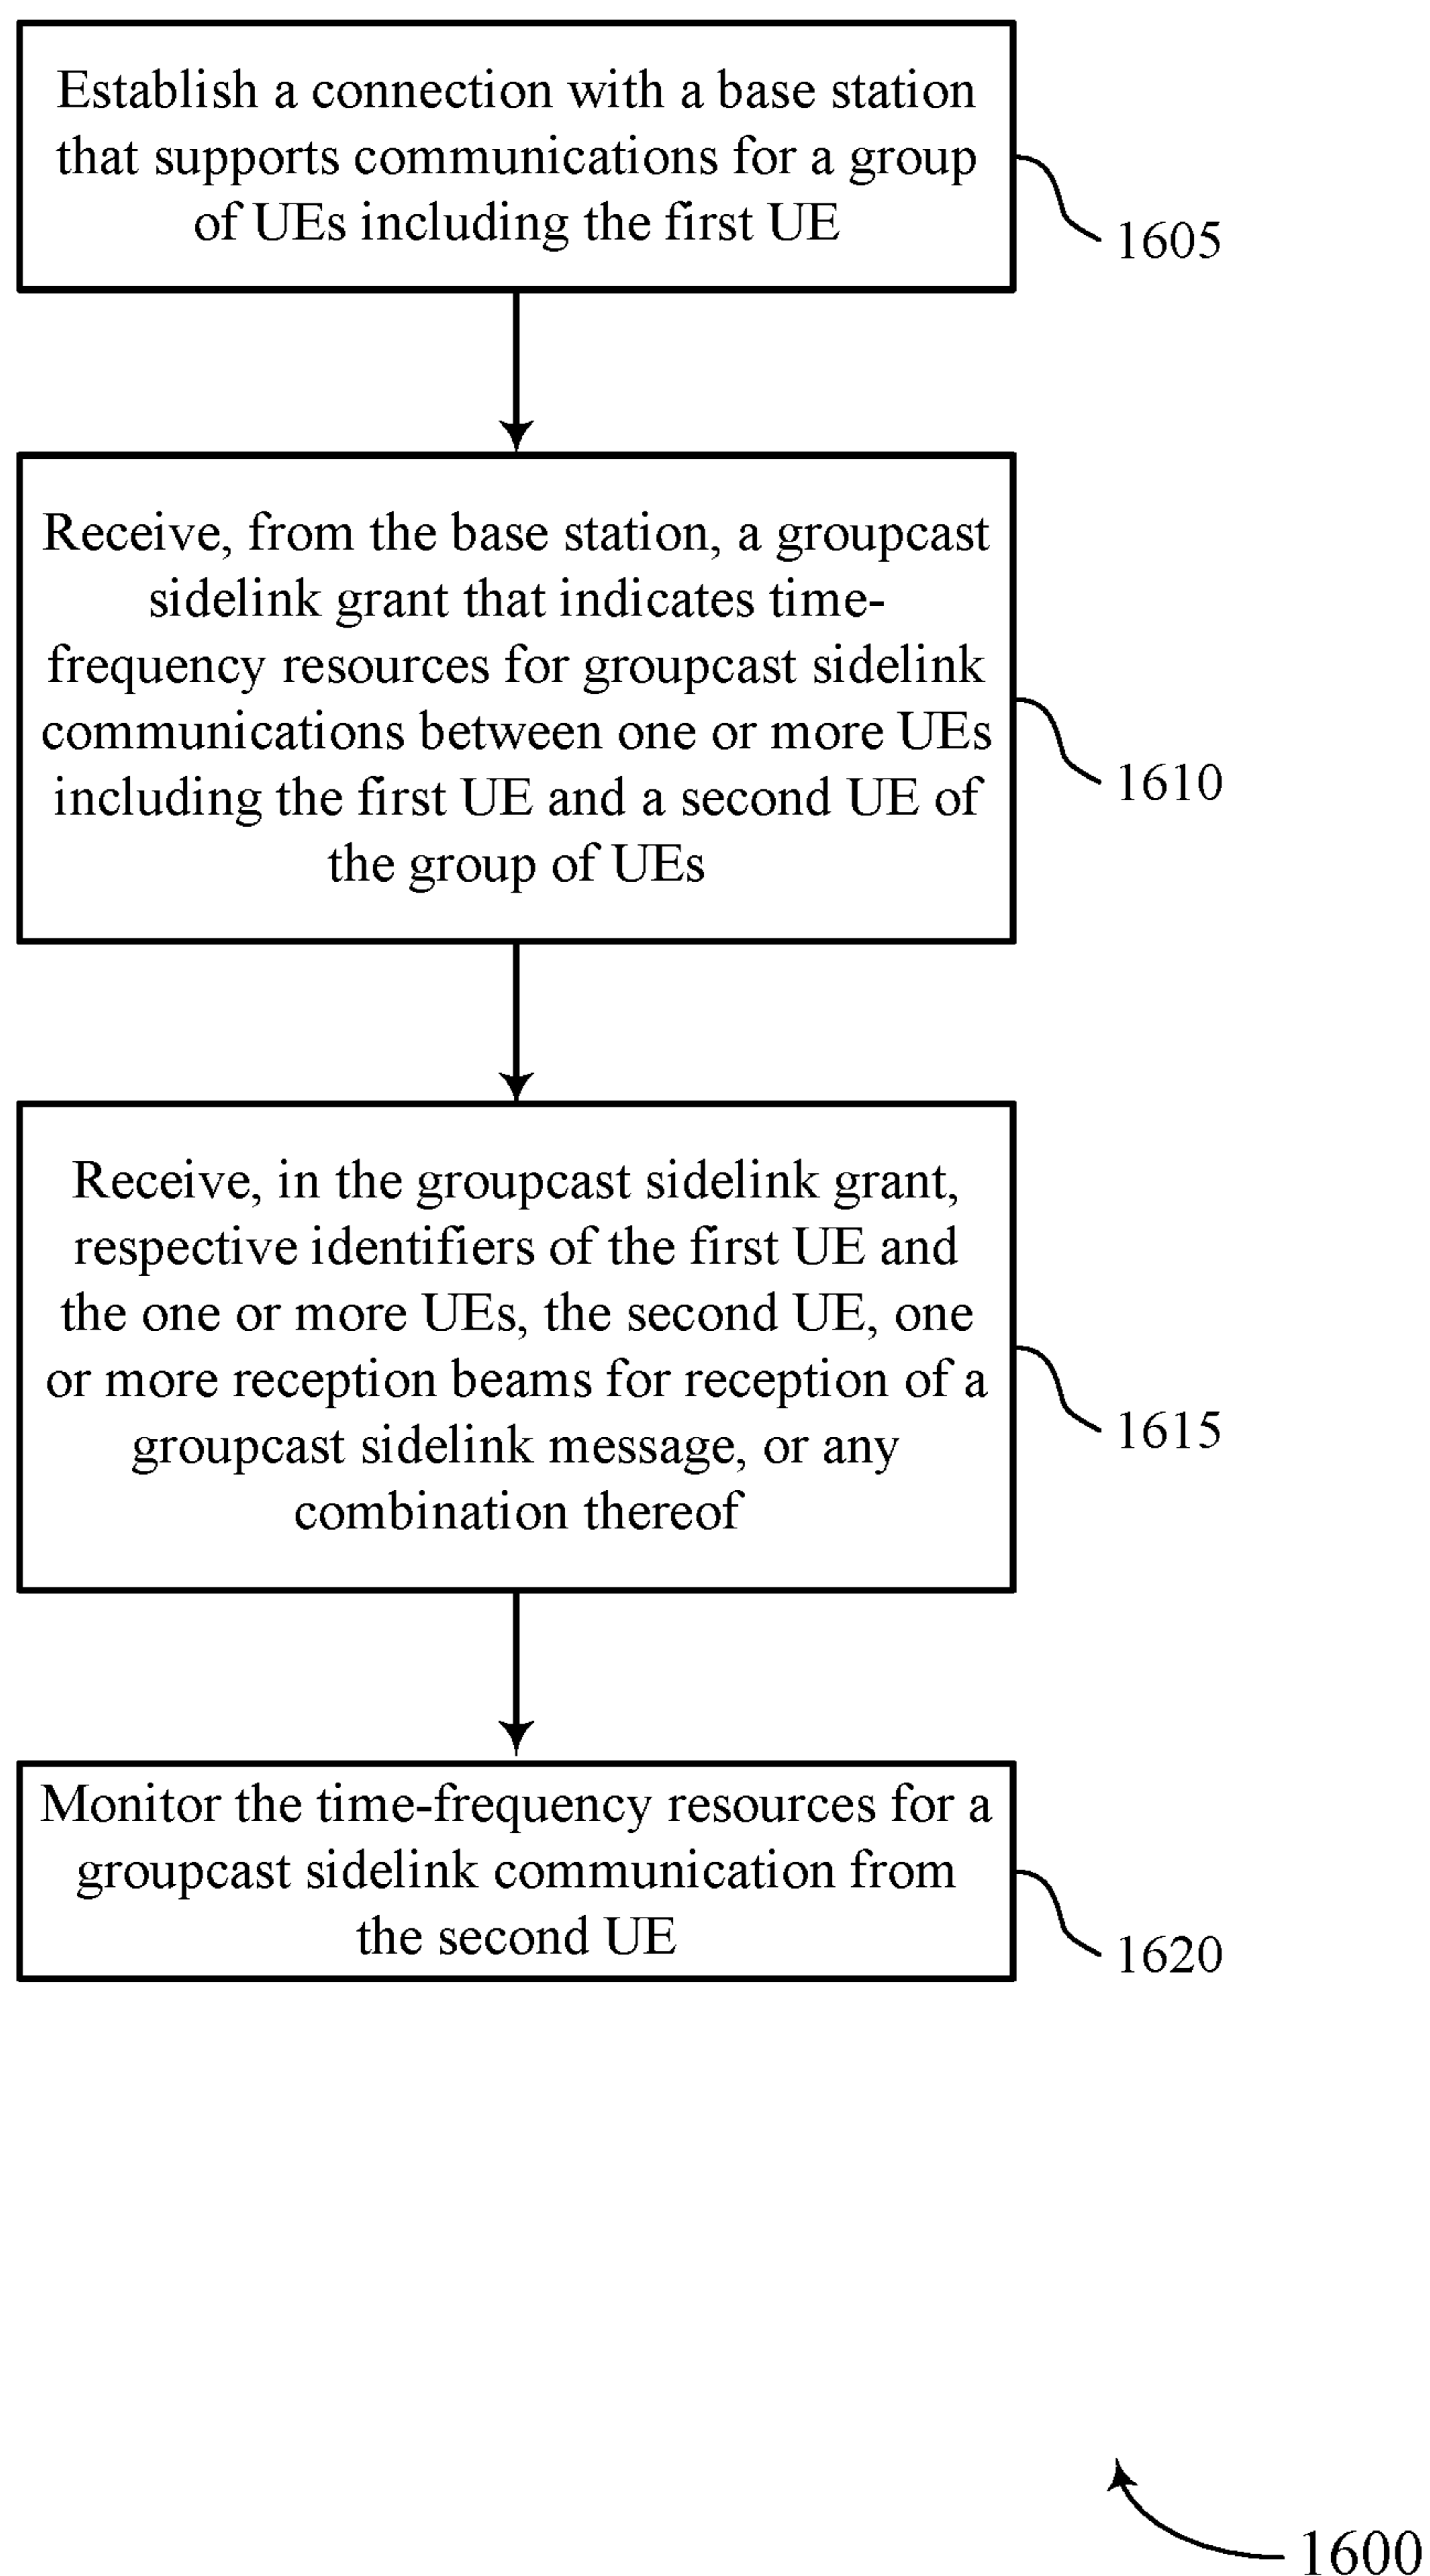 Establish a connection with a base station
that supports communications for a group
of UEs including the first UE
1605
Receive, from the base station, a groupcast
sidelink grant that indicates time-
frequency resources for groupcast sidelink
communications between one or more UEs
including the first UE and a second UE of
the group of UEs
1610
Receive, in the groupcast sidelink grant,
respective identifiers of the first UE and
the one or more UEs, the second UE, one
or more reception beams for reception of a
groupcast sidelink message, or any
combination thereof
1615
Monitor the time-frequency resources for a
groupcast sidelink communication from
the second UE
1620
1600